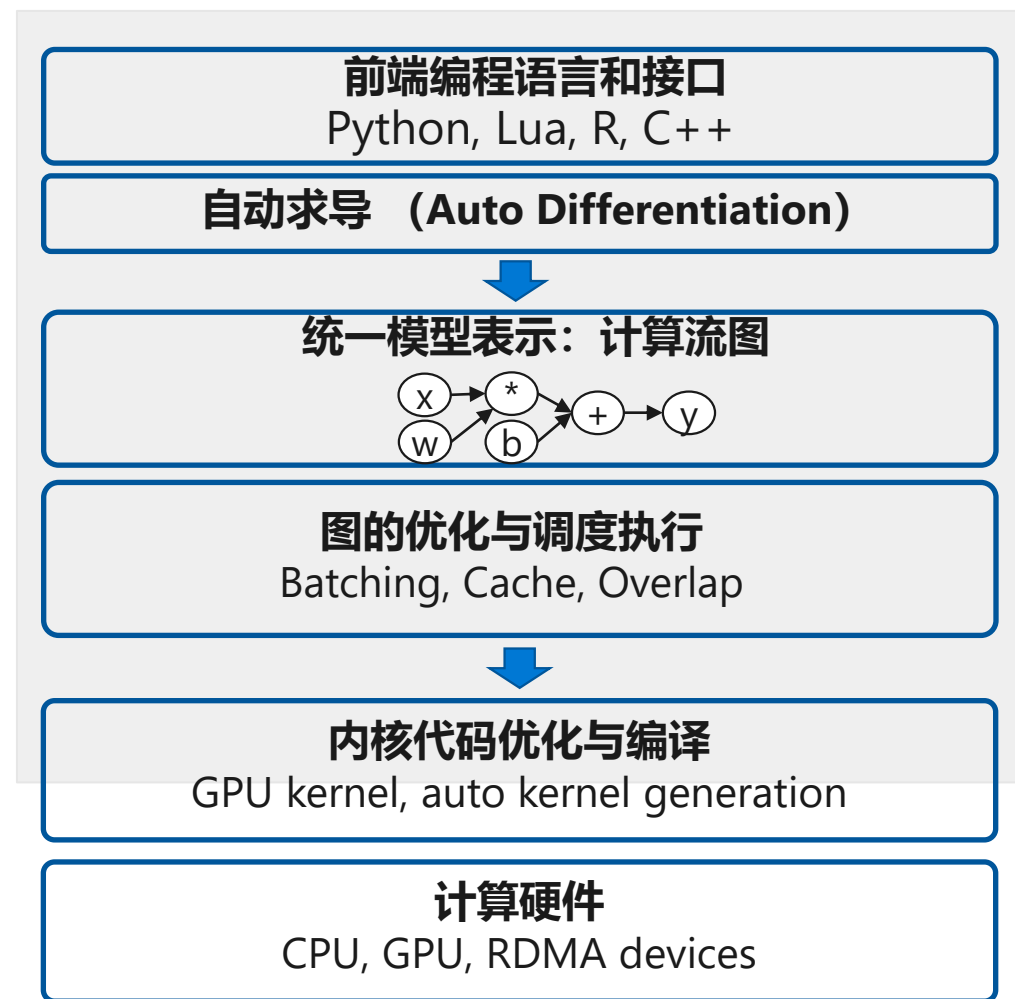 前端编程语言和接口
Python, Lua, R, C++
自动求导 （Auto Differentiation）
统一模型表示：计算流图
x * + y
w b
图的优化与调度执行
Batching, Cache, Overlap
内核代码优化与编译
GPU kernel, auto kernel generation
计算硬件
CPU, GPU, RDMA devices